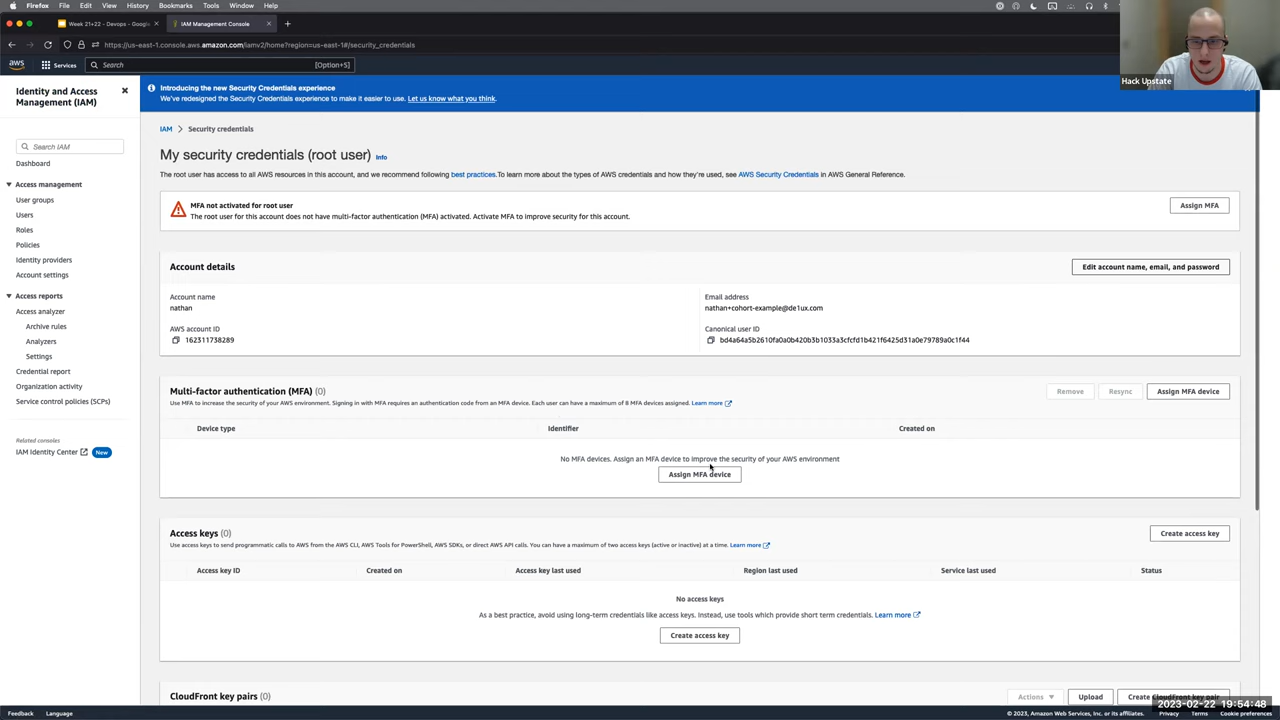 Firefox File Edit View History Bookmarks Tools Window Help
Week 21+22 - Devops - Google
IAM Management Console
https://us-east-1.console.aws.amazon.com/iamv2/home?region=us-east-1#/security_credentials
aws Services Search [Option+S]
Hack Upstate
Identity and Access
Management (IAM)
Search IAM
Dashboard
Access management
User groups
Users
Roles
Policies
Identity providers
Account settings
Access reports
Access analyzer
Archive rules
Analyzers
Settings
Credential report
Organization activity
Service control policies (SCPs)
Related consoles
IAM Identity Center New
Introducing the new Security Credentials experience
We've redesigned the Security Credentials experience to make it easier to use. Let us know what you think.
IAM > Security credentials
My security credentials (root user) Info
The root user has access to all AWS resources in this account, and we recommend following best practices.To learn more about the types of AWS credentials and how they're used, see AWS Security Credentials in AWS General Reference.
MFA not activated for root user
The root user for this account does not have multi-factor authentication (MFA) activated. Activate MFA to improve security for this account.
Assign MFA
Account details
Edit account name, email, and password
Account name
nathan
Email address
nathan+cohort-example@de1ux.com
AWS account ID
162311738289
Canonical user ID
bd4a64a5b2610fa0a0b420b3b1033a3cfcfd1b421f6425d31a0e79789a0c1f44
Multi-factor authentication (MFA) (0)
Remove Resync Assign MFA device
Use MFA to increase the security of your AWS environment. Signing in with MFA requires an authentication code from an MFA device. Each user can have a maximum of 8 MFA devices assigned. Learn more
Device type Identifier Created on
No MFA devices. Assign an MFA device to improve the security of your AWS environment
Assign MFA device
Access keys (0)
Create access key
Use access keys to send programmatic calls to AWS from the AWS CLI, AWS Tools for PowerShell, AWS SDKs, or direct AWS API calls. You can have a maximum of two access keys (active or inactive) at a time. Learn more
Access key ID Created on Access key last used Region last used Service last used Status
No access keys
As a best practice, avoid using long-term credentials like access keys. Instead, use tools which provide short term credentials. Learn more
Create access key
CloudFront key pairs (0)
Actions Upload Create CloudFront key pair
2023-02-22 19:54:48
Feedback Language
© 2023, Amazon Web Services, Inc. or its affiliates. Privacy Terms Cookie preferences